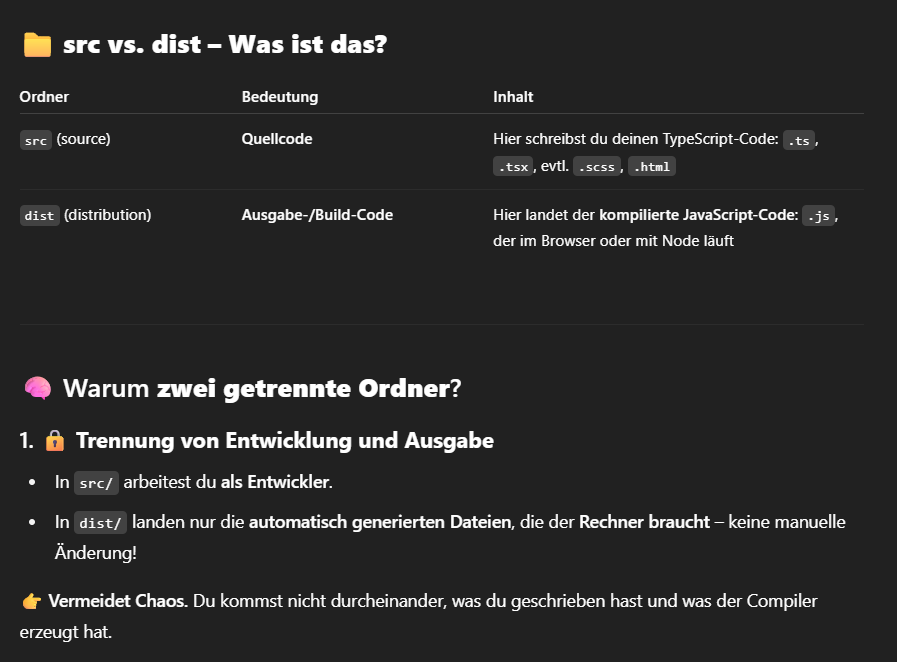 📁 src vs. dist – Was ist das?
Ordner Bedeutung Inhalt
src (source) Quellcode Hier schreibst du deinen TypeScript-Code: .ts,
.tsx, evtl. .scss, .html
dist (distribution) Ausgabe-/Build-Code Hier landet der kompilierte JavaScript-Code: .js,
der im Browser oder mit Node läuft
🧠 Warum zwei getrennte Ordner?
1. 🔒 Trennung von Entwicklung und Ausgabe
• In src/ arbeitest du als Entwickler.
• In dist/ landen nur die automatisch generierten Dateien, die der Rechner braucht – keine manuelle
Änderung!
👉 Vermeidet Chaos. Du kommst nicht durcheinander, was du geschrieben hast und was der Compiler
erzeugt hat.